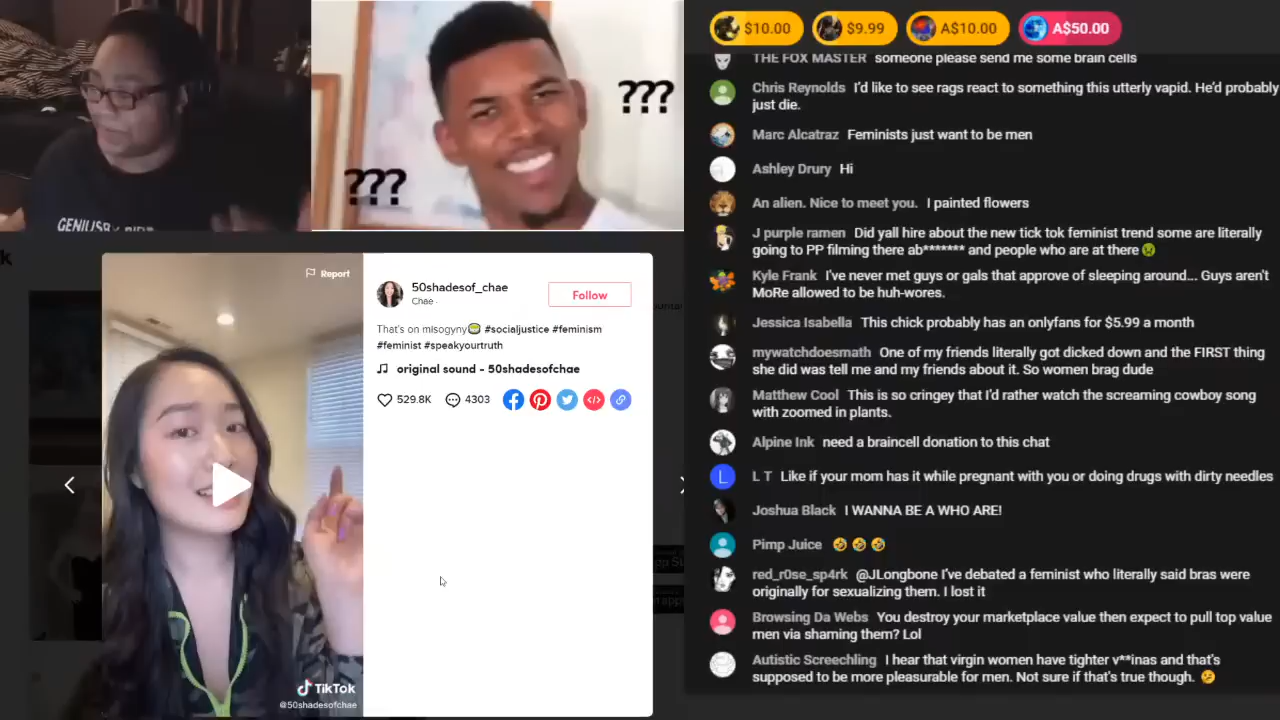 ???
???
$10.00
$9.99
A$10.00
A$50.00
THE FOX MASTER someone please send me some brain cells
Chris Reynolds I'd like to see rags react to something this utterly vapid. He'd probably
just die.
Marc Alcatraz Feminists just want to be men
Ashley Drury Hi
An alien. Nice to meet you. I painted flowers
J purple ramen Did yall hire about the new tick tok feminist trend some are literally
going to PP filming there ab******* and people who are at there🤢
Kyle Frank I've never met guys or gals that approve of sleeping around... Guys aren't
MoRe allowed to be huh-wores.
Jessica Isabella This chick probably has an onlyfans for $5.99 a month
mywatchdoesmath One of my friends literally got dicked down and the FIRST thing
she did was tell me and my friends about it. So women brag dude
Matthew Cool This is so cringey that I'd rather watch the screaming cowboy song
with zoomed in plants.
Alpine Ink need a braincell donation to this chat
L
L T Like if your mom has it while pregnant with you or doing drugs with dirty needles
Joshua Black I WANNA BE A WHO ARE!
Pimp Juice 🤣🤣🤣
red_r0se_sp4rk @JLongbone I've debated a feminist who literally said bras were
originally for sexualizing them. I lost it
Browsing Da Webs You destroy your marketplace value then expect to pull top value
men via shaming them? Lol
Autistic Screechling I hear that virgin women have tighter v**inas and that's
supposed to be more pleasurable for men. Not sure if that's true though. 🤔
k
Report
50shadesof_chae
Chae ·
Follow
That's on misogyny🍵 #socialjustice #feminism
#feminist #speakyourtruth
original sound - 50shadesofchae
529.8K 4303
TikTok
@50shadesofchae